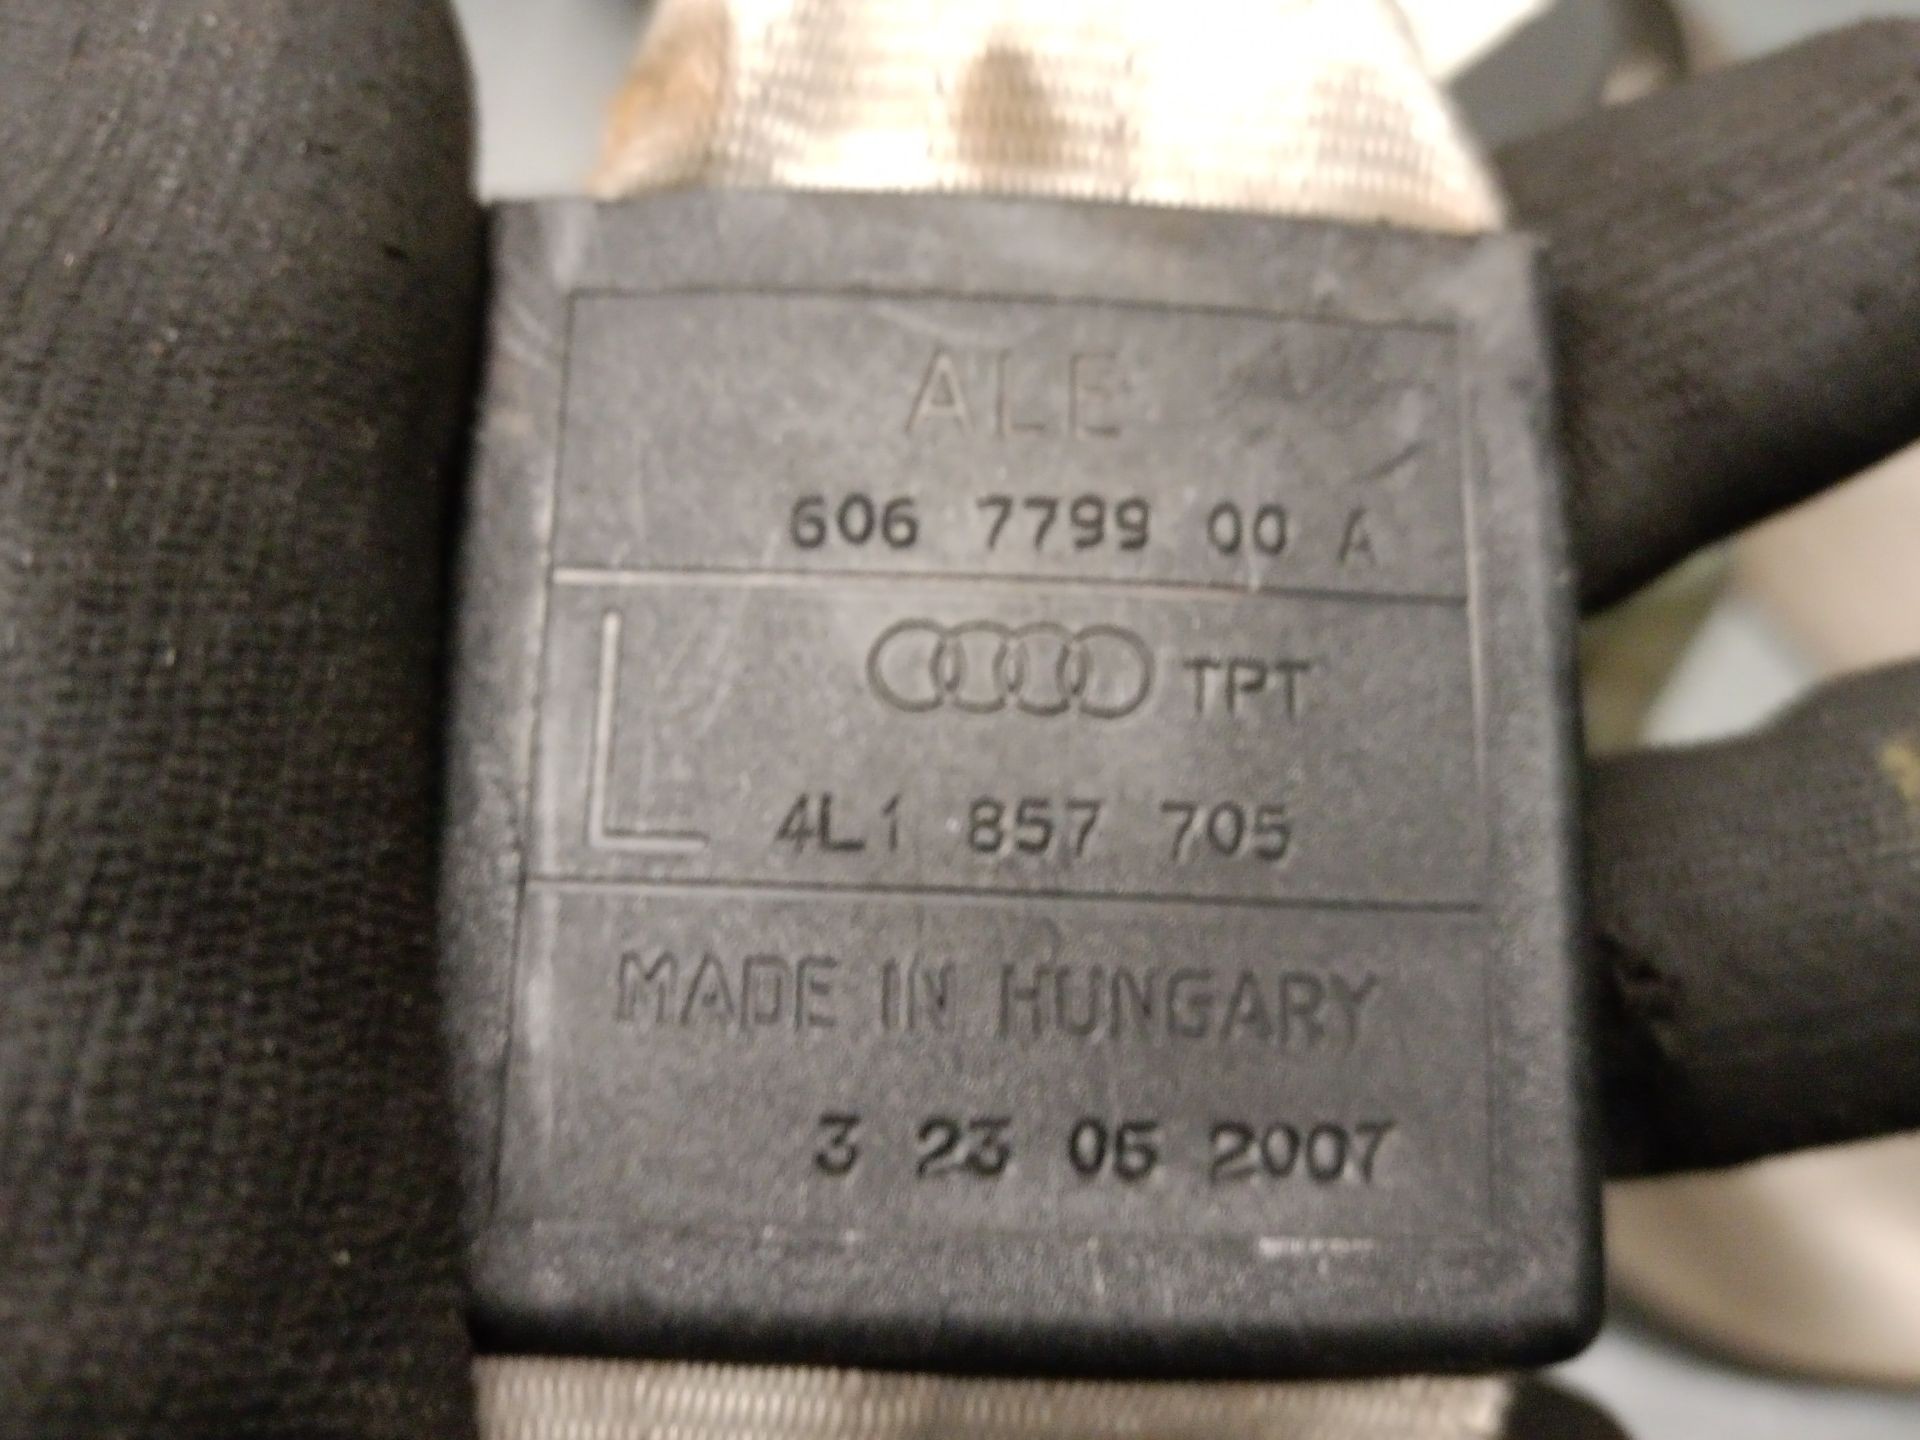 ALE
606 7799 00 A
L TPT
4L1 857 705
MADE IN HUNGARY
3 23 05 2007